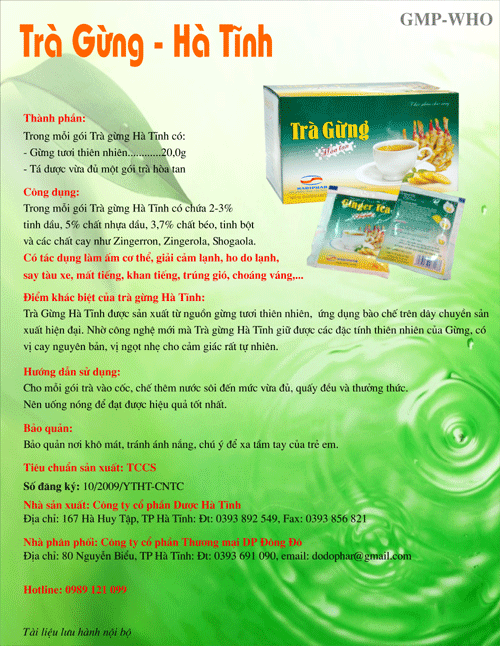 GMP-WHO
Trà Gừng - Hà Tĩnh
Thành phần:
Trong mỗi gói Trà gừng Hà Tĩnh có:
- Gừng tươi thiên nhiên............20,0g
- Tá dược vừa đủ một gói trà hòa tan
Công dụng:
Trong mỗi gói Trà gừng Hà Tĩnh có chứa 2-3%
tinh dầu, 5% chất nhựa dầu, 3,7% chất béo, tinh bột
và các chất cay như Zingerron, Zingerola, Shogaola.
Có tác dụng làm ấm cơ thể, giải cảm lạnh, ho do lạnh,
say tàu xe, mất tiếng, khan tiếng, trúng gió, choáng váng,...
Trà Gừng
Hòa tan
HADIPHAR
Ginger Tea
Điểm khác biệt của trà gừng Hà Tĩnh:
Trà Gừng Hà Tĩnh được sản xuất từ nguồn gừng tươi thiên nhiên, ứng dụng bào chế trên dây chuyền sản
xuất hiện đại. Nhờ công nghệ mới mà Trà gừng Hà Tĩnh giữ được các đặc tính thiên nhiên của Gừng, có
vị cay nguyên bản, vị ngọt nhẹ cho cảm giác rất tự nhiên.
Hướng dẫn sử dụng:
Cho mỗi gói trà vào cốc, chế thêm nước sôi đến mức vừa đủ, quấy đều và thưởng thức.
Nên uống nóng để đạt được hiệu quả tốt nhất.
Bảo quản:
Bảo quản nơi khô mát, tránh ánh nắng, chú ý để xa tầm tay của trẻ em.
Tiêu chuẩn sản xuất: TCCS
Số đăng ký: 10/2009/YTHT-CNTC
Nhà sản xuất: Công ty cổ phần Dược Hà Tĩnh
Địa chỉ: 167 Hà Huy Tập, TP Hà Tĩnh: Đt: 0393 892 549, Fax: 0393 856 821
Nhà phân phối: Công ty cổ phần Thương mại DP Đông Đô
Địa chỉ: 80 Nguyễn Biểu, TP Hà Tĩnh: Đt: 0393 691 090, email: dodophar@gmail.com
Hotline: 0989 121 099
Tài liệu lưu hành nội bộ